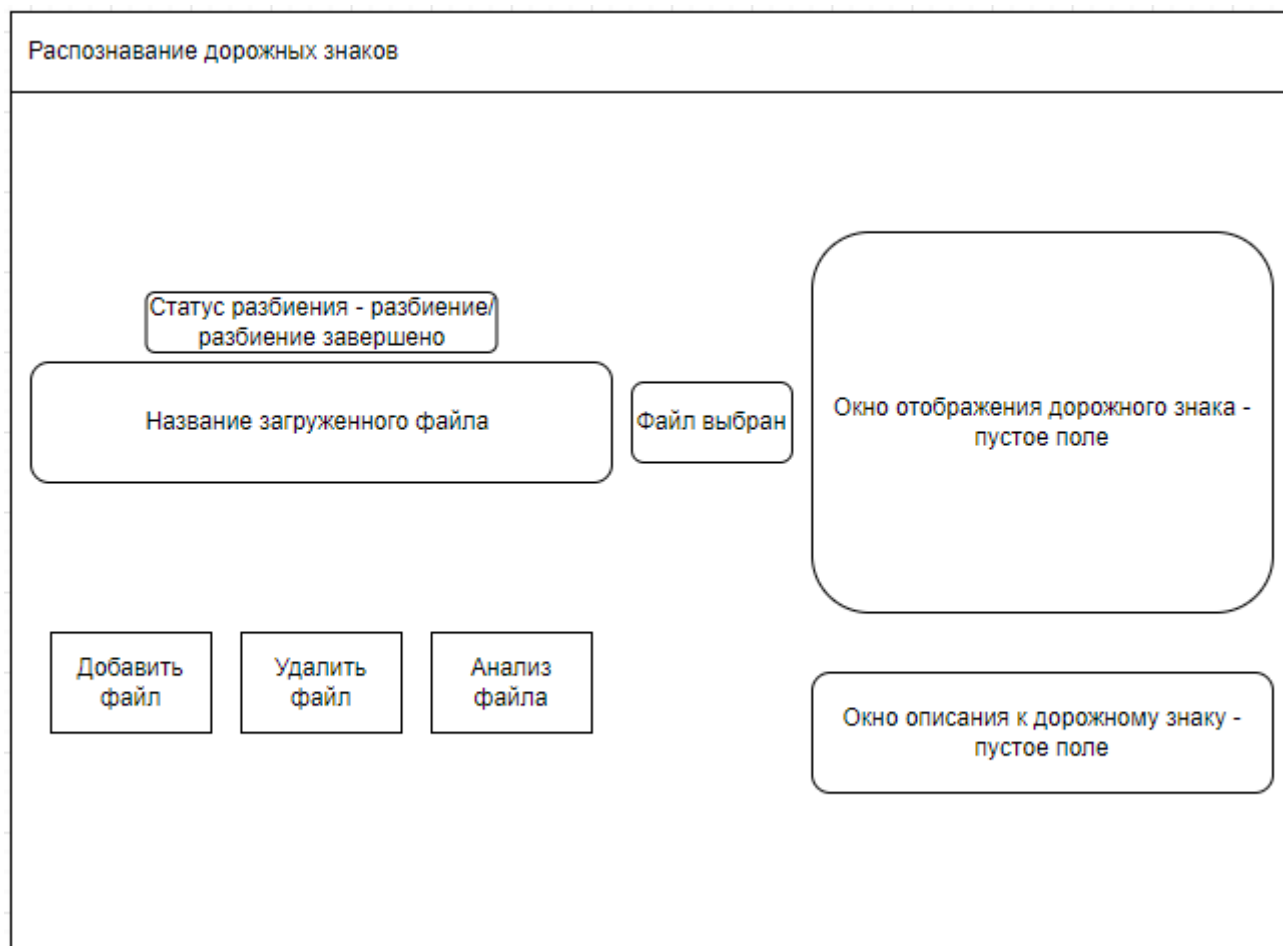 Распознавание дорожных знаков
Статус разбиения - разбиение/
разбиение завершено
Название загруженного файла
Файл выбран
Окно отображения дорожного знака -
пустое поле
Добавить
файл
Удалить
файл
Анализ
файла
Окно описания к дорожному знаку -
пустое поле